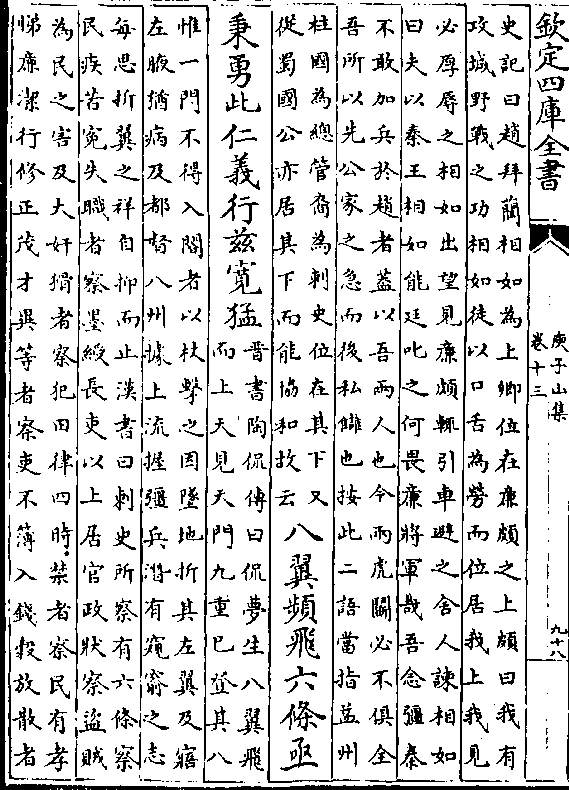 欽定四庫全書
庾子山集
卷十三
九十八
史記曰趙拜藺相如為上卿位在廉頗之上頗曰我有
攻城野戰之功相如徒以口舌為勞而位居我上我見
必厚辱之相如出望見廉頗輒引車避之舍人諫相如
曰夫以秦王相如能廷叱之何畏廉將軍哉吾念彊秦
不敢加兵於趙者葢以吾兩人也今兩虎鬭必不俱全
吾所以先公家之急而後私讎也按此二語當指益州
柱國為總管裔為刺史位在其下又
從蜀國公亦居其下而能協和故云
八翼頻飛六條亟
秉勇此仁義行兹寛猛
晉書陶侃傳曰侃夢生八翼飛
而上天見天門九重已登其八
惟一門不得入閽者以杖擊之因墜地折其左翼及寤
左腋猶病及都督八州據上流握彊兵潛有窺窬之志
每思折翼之祥自抑而止漢書曰刺史所察有六條察
民疾苦寃失職者察墨綬長吏以上居官政狀察盜賊
為民之害及大奸猾者察犯田律四時禁者察民有孝
悌廉潔行修正茂才異等者察吏不簿入錢穀放散者